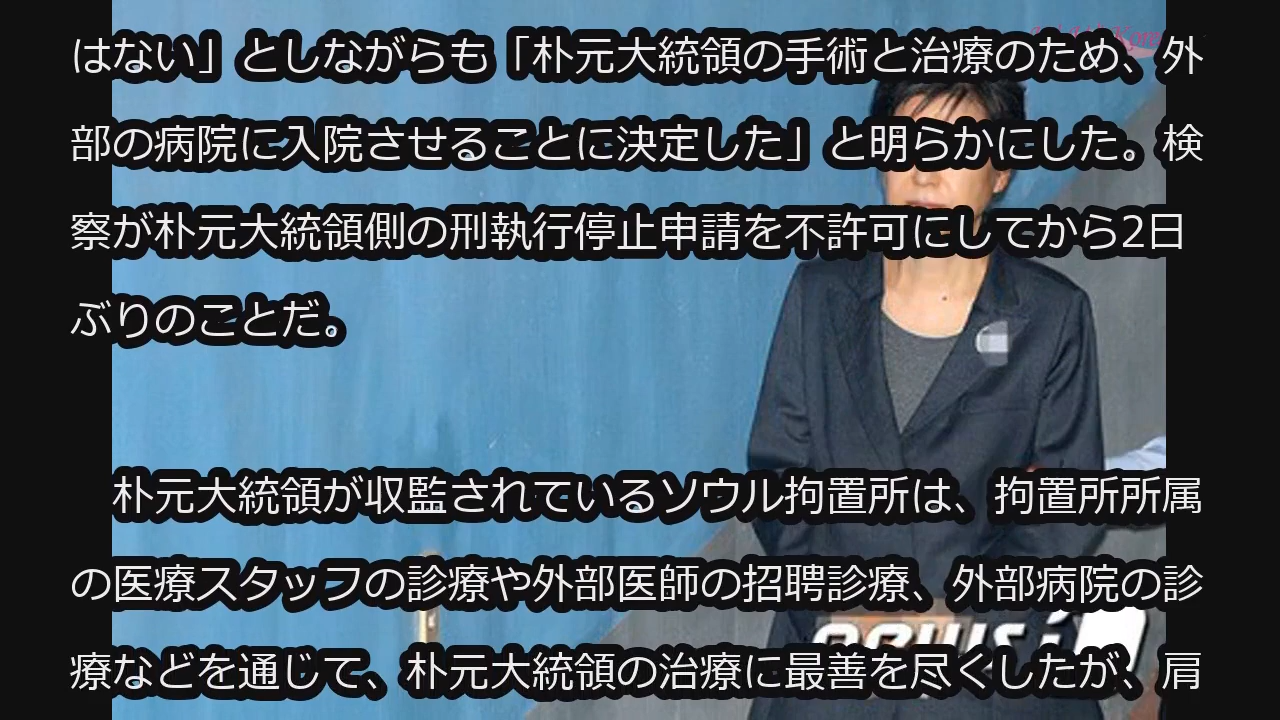 はない」としながらも「朴元大統領の手術と治療のため、外
部の病院に入院させることに決定した」と明らかにした。検
察が朴元大統領側の刑執行停止申請を不許可にしてから2日
ぶりのことだ。
朴元大統領が収監されているソウル拘置所は、拘置所所属
の医療スタッフの診療や外部医師の招聘診療、外部病院の診
療などを通じて、朴元大統領の治療に最善を尽くしたが、肩